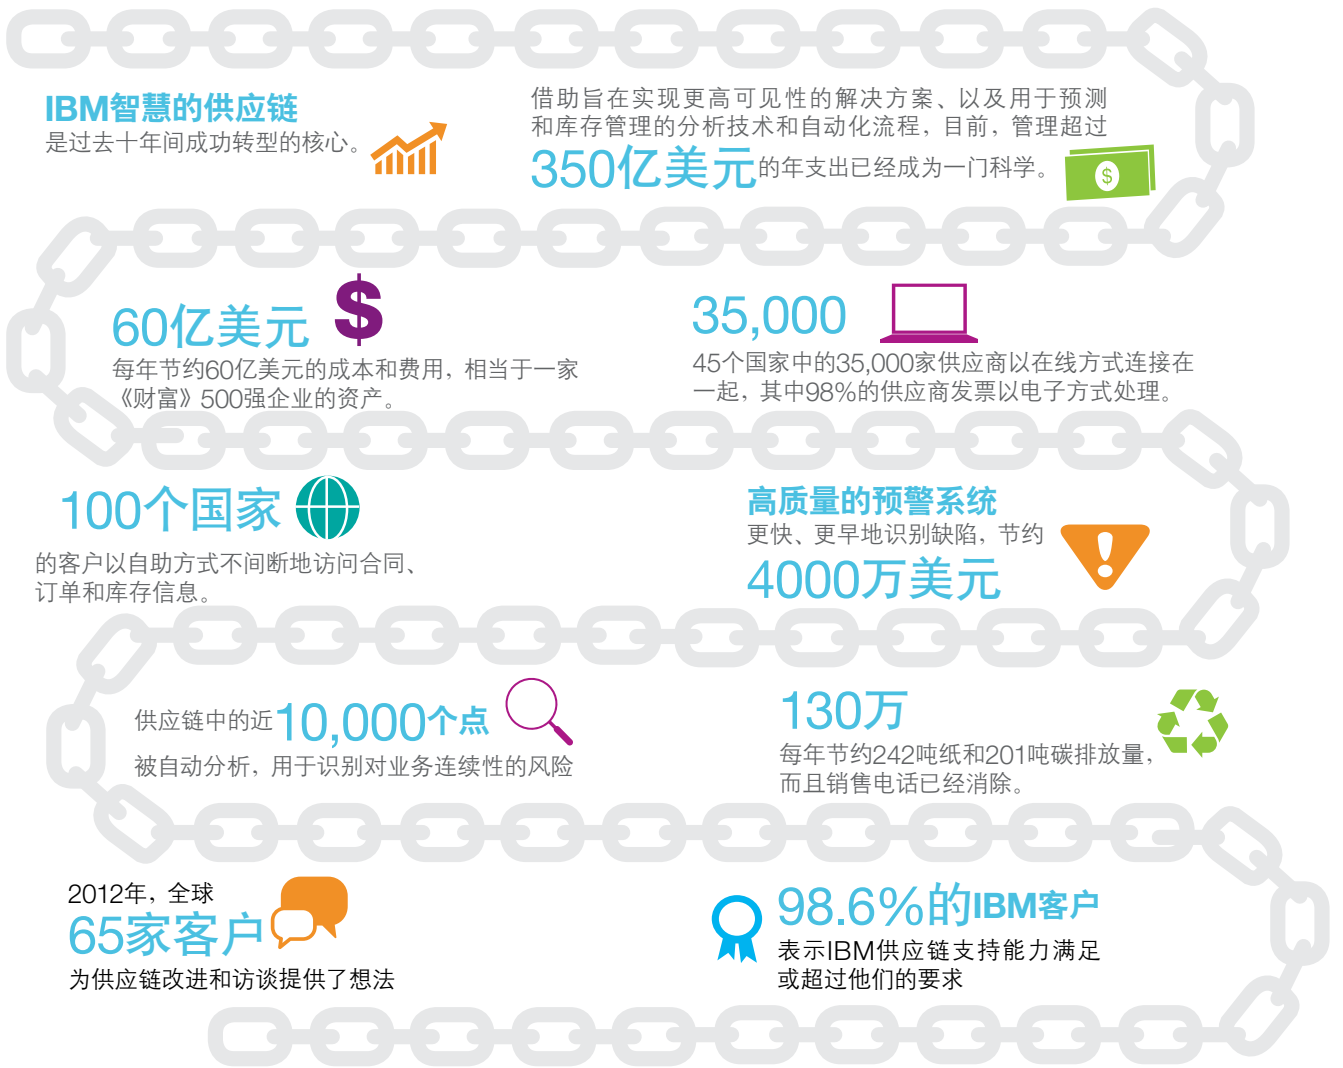 IBM智慧的供应链
是过去十年间成功转型的核心。
借助旨在实现更高可见性的解决方案、以及用于预测
和库存管理的分析技术和自动化流程，目前，管理超过
350亿美元的年支出已经成为一门科学。
$
60亿美元
$
每年节约60亿美元的成本和费用，相当于一家
《财富》500强企业的资产。
35,000
45个国家中的35,000家供应商以在线方式连接在
一起，其中98%的供应商发票以电子方式处理。
100个国家
的客户以自助方式不间断地访问合同、
订单和库存信息。
高质量的预警系统
更快、更早地识别缺陷，节约
4000万美元
供应链中的近10,000个点
被自动分析，用于识别对业务连续性的风险
130万
每年节约242吨纸和201吨碳排放量，
而且销售电话已经消除。
2012年，全球
65家客户
为供应链改进和访谈提供了想法
98.6%的IBM客户
表示IBM供应链支持能力满足
或超过他们的要求